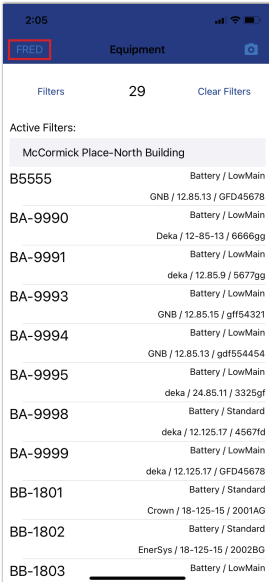 2:05
FRED
Equipment
Filters
29
Clear Filters
Active Filters:
McCormick Place-North Building
B5555
Battery / LowMain
GNB / 12.85.13 / GFD45678
BA-9990
Battery / LowMain
Deka / 12-85-13 / 6666gg
BA-9991
Battery / LowMain
deka / 12.85.9 / 5677gg
BA-9993
Battery / LowMain
GNB / 12.85.15 / gff54321
BA-9994
Battery / LowMain
GNB / 12.85.13 / gdf554454
BA-9995
Battery / LowMain
deka / 24.85.11 / 3325gf
BA-9998
Battery / Standard
deka / 12.125.17 / 4567fd
BA-9999
Battery / LowMain
deka / 12.125.17 / GFD45678
BB-1801
Battery / Standard
Crown / 18-125-15 / 2001AG
BB-1802
Battery / Standard
EnerSys / 18-125-15 / 2002BG
BB-1803
Battery / LowMain